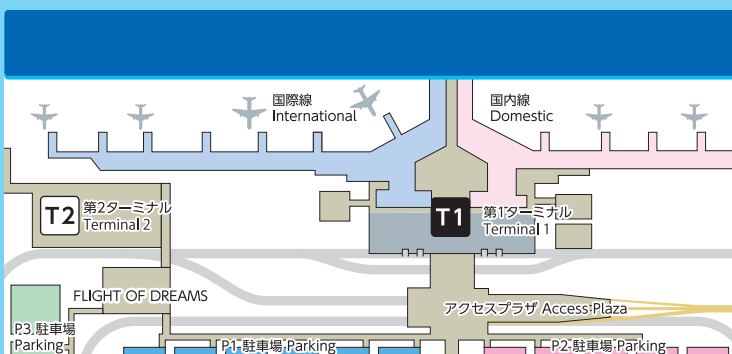 国際線
International
国内線
Domestic
T2
第2ターミナル
Terminal 2
T1
第1ターミナル
Terminal 1
FLIGHT OF DREAMS
アクセスプラザ Access Plaza
P3 駐車場
Parking
P1 駐車場 Parking
P2 駐車場 Parking